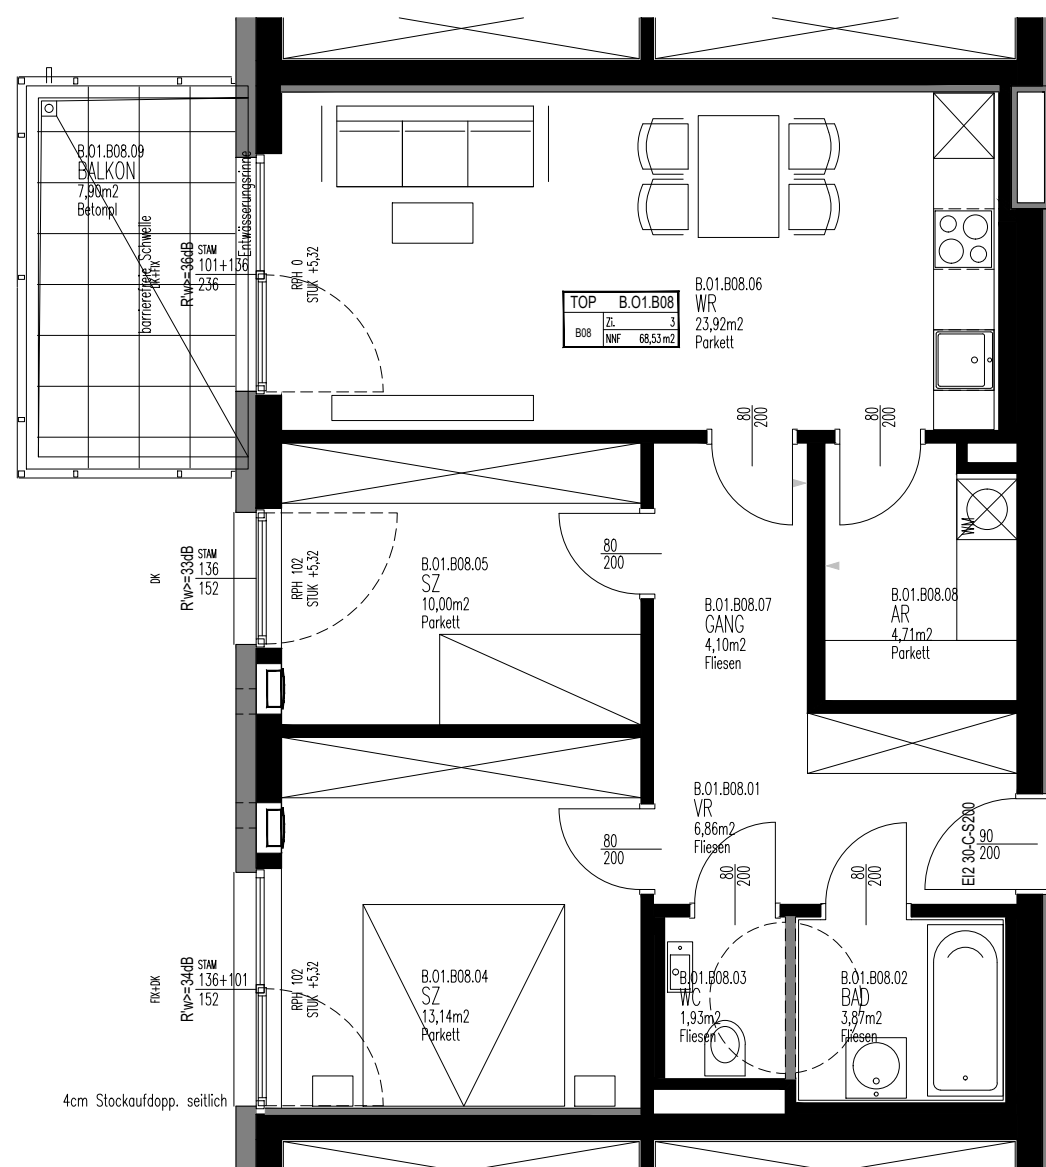 B.01.B08.09
BALKON
7,90m2
Betonpl
Entwässerungsrinne
barrierefreie Schwelle
DK+FIX
R'w>=36dB
STAM
101+136
236
RPH 0
STUK +5,32
TOP B.01.B08
B08
Zi. 3
NNF 68,53m2
B.01.B08.06
WR
23,92m2
Parkett
80
200
80
200
DK
R'w>=33dB
STAM
136
152
RPH 102
STUK +5,32
B.01.B08.05
SZ
10,00m2
Parkett
80
200
B.01.B08.07
GANG
4,10m2
Fliesen
WM
B.01.B08.08
AR
4,71m2
Parkett
B.01.B08.01
VR
6,86m2
Fliesen
80
200
80
200
80
200
EI2 30-C-S200
90
200
FIX+DK
R'w>=34dB
STAM
136+101
152
RPH 102
STUK +5,32
B.01.B08.04
SZ
13,14m2
Parkett
B.01.B08.03
WC
1,93m2
Fliesen
B.01.B08.02
BAD
3,87m2
Fliesen
4cm Stockaufdopp. seitlich